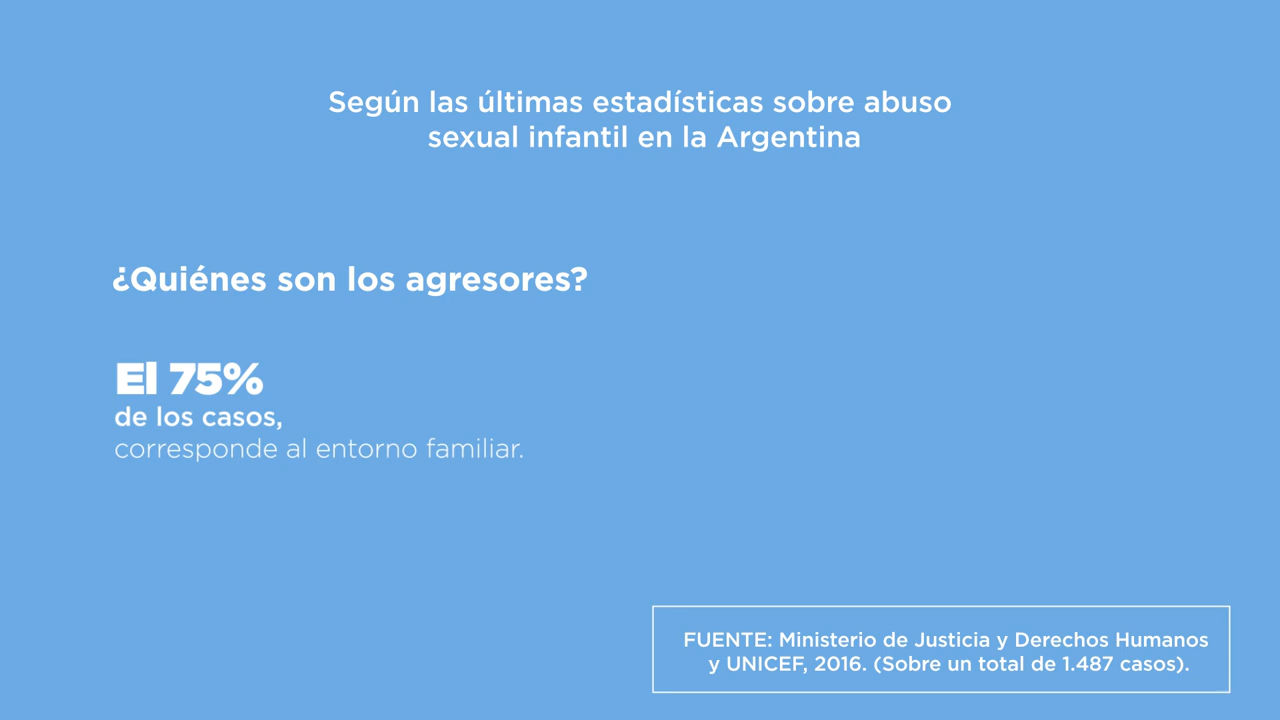 Según las últimas estadísticas sobre abuso
sexual infantil en la Argentina
¿Quiénes son los agresores?
El 75%
de los casos,
corresponde al entorno familiar.
FUENTE: Ministerio de Justicia y Derechos Humanos
y UNICEF, 2016. (Sobre un total de 1.487 casos).